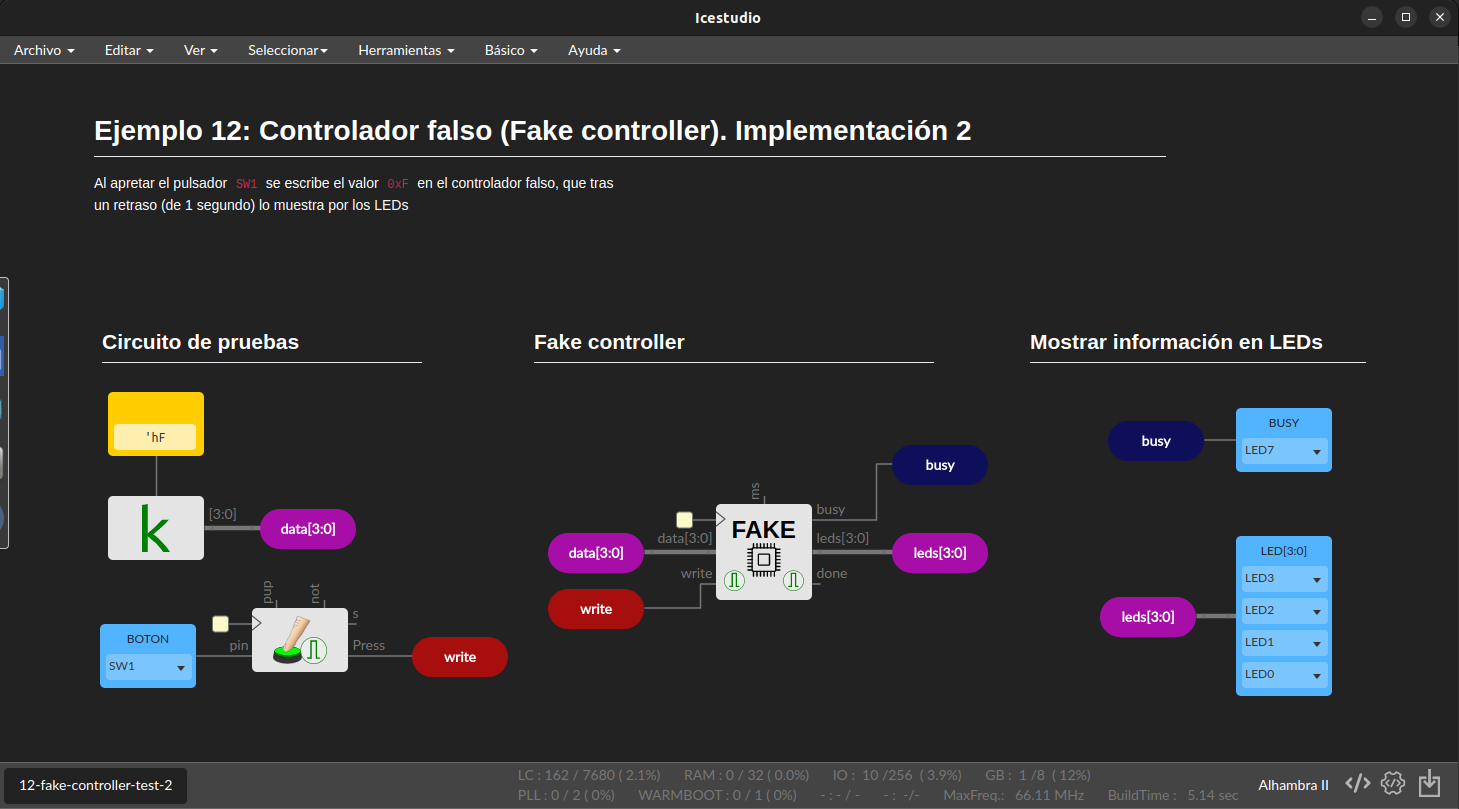 Icestudio
Archivo Editar Ver Seleccionar Herramientas Básico Ayuda
Ejemplo 12: Controlador falso (Fake controller). Implementación 2
Al apretar el pulsador SW1 se escribe el valor 0xF en el controlador falso, que tras
un retraso (de 1 segundo) lo muestra por los LEDs
Circuito de pruebas
'hF
k
[3:0]
data[3:0]
pup
not
s
BOTON
SW1
pin
Press
write
Fake controller
busy
ms
FAKE
busy
data[3:0]
data[3:0]
leds[3:0]
leds[3:0]
write
done
write
Mostrar información en LEDs
busy
BUSY
LED7
leds[3:0]
LED[3:0]
LED3
LED2
LED1
LED0
12-fake-controller-test-2
LC : 162 / 7680 ( 2.1%) RAM : 0 / 32 ( 0.0%) IO : 10 /256 ( 3.9%) GB : 1 /8 ( 12%)
PLL : 0 / 2 ( 0%) WARMBOOT : 0 / 1 ( 0%) - : - / - - : -/- MaxFreq.: 66.11 MHz BuildTime : 5.14 sec
Alhambra II